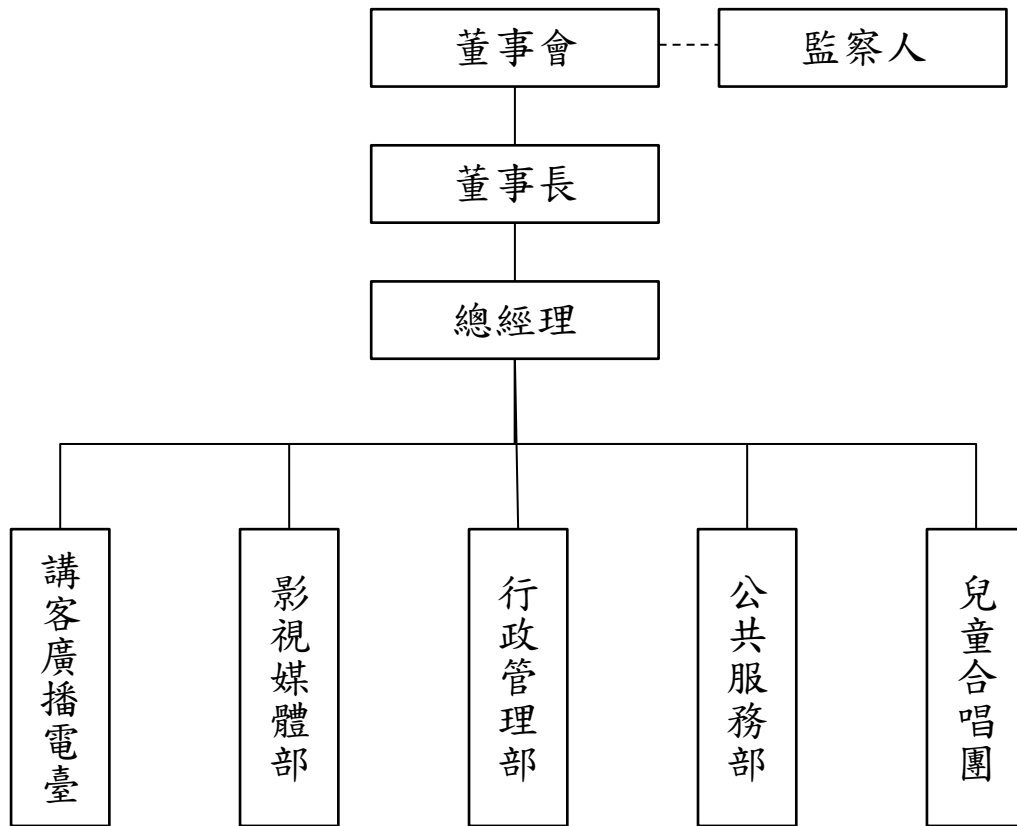 董事會
監察人
董事長
總經理
講客廣播電臺
影視媒體部
行政管理部
公共服務部
兒童合唱團